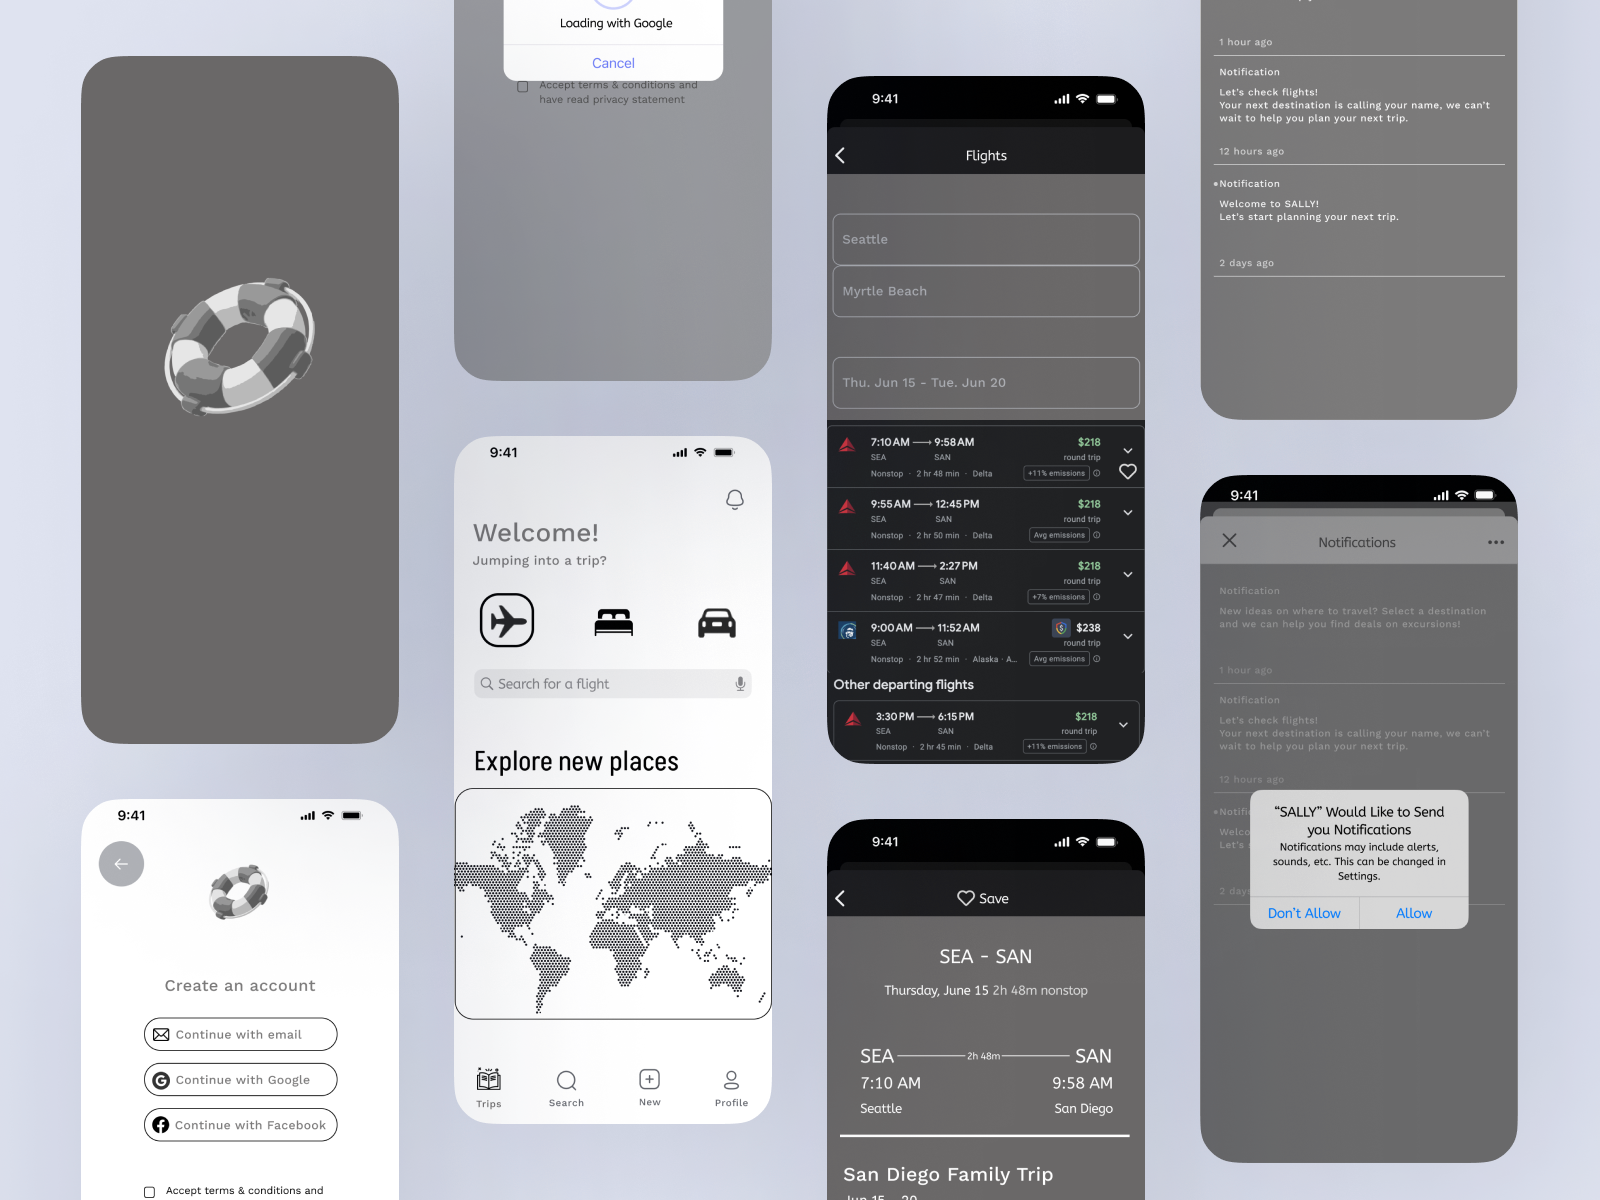 9:41
Create an account
Continue with email
Continue with Google
Continue with Facebook
Accept terms & conditions and
Loading with Google
Cancel
Accept terms & conditions and
have read privacy statement
9:41
Welcome!
Jumping into a trip?
Search for a flight
Explore new places
Trips
Search
New
Profile
9:41
Flights
Seattle
Myrtle Beach
Thu. Jun 15 - Tue. Jun 20
7:10 AM 9:58 AM $218
SEA SAN round trip
Nonstop · 2 hr 48 min · Delta +11% emissions
9:55 AM 12:45 PM $218
SEA SAN round trip
Nonstop · 2 hr 50 min · Delta Avg emissions
11:40 AM 2:27 PM $218
SEA SAN round trip
Nonstop · 2 hr 47 min · Delta +7% emissions
9:00 AM 11:52 AM $238
SEA SAN round trip
Nonstop · 2 hr 52 min · Alaska · A... Avg emissions
Other departing flights
3:30 PM 6:15 PM $218
SEA SAN round trip
Nonstop · 2 hr 45 min · Delta +11% emissions
9:41
Save
SEA - SAN
Thursday, June 15 2h 48m nonstop
SEA 2h 48m SAN
7:10 AM 9:58 AM
Seattle San Diego
San Diego Family Trip
Jun 15 - 20
1 hour ago
Notification
Let's check flights!
Your next destination is calling your name, we can't
wait to help you plan your next trip.
12 hours ago
Notification
Welcome to SALLY!
Let's start planning your next trip.
2 days ago
9:41
Notifications
Notification
New ideas on where to travel? Select a destination
and we can help you find deals on excursions!
1 hour ago
Notification
Let's check flights!
Your next destination is calling your name, we can't
wait to help you plan your next trip.
12 hours ago
Notifi
Welco
Let's
2 days
“SALLY” Would Like to Send
you Notifications
Notifications may include alerts,
sounds, etc. This can be changed in
Settings.
Don't Allow
Allow